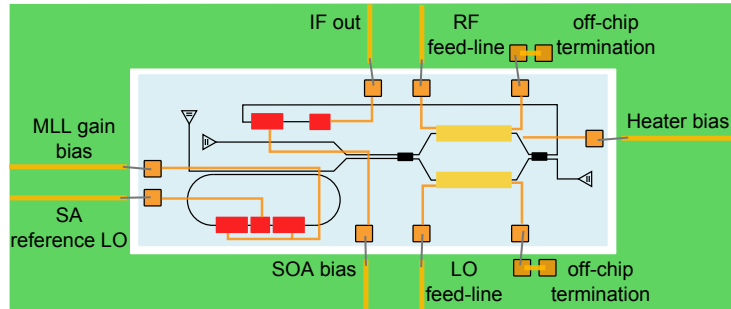 IF out
RF
feed-line
off-chip
termination
MLL gain
bias
Heater bias
SA
reference LO
SOA bias
LO
feed-line
off-chip
termination